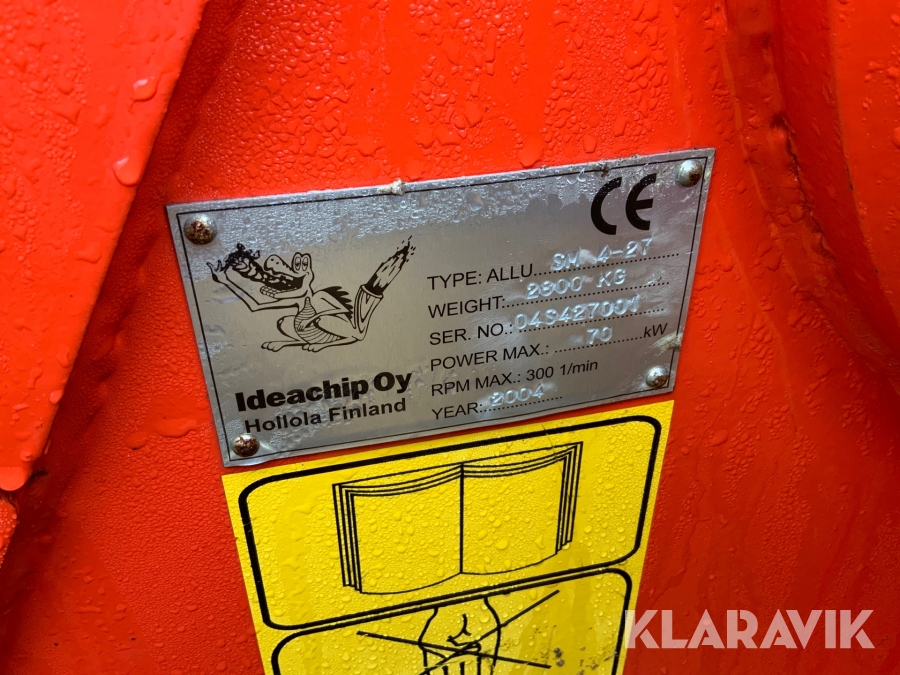 CE
TYPE: ALLU....SM 4-27
WEIGHT:....2800 KG
SER. NO.:04S427001
POWER MAX.: ....70....kW
RPM MAX.: 300 1/min
YEAR:.2004
Ideachip Oy
Hollola Finland
KLARAVIK